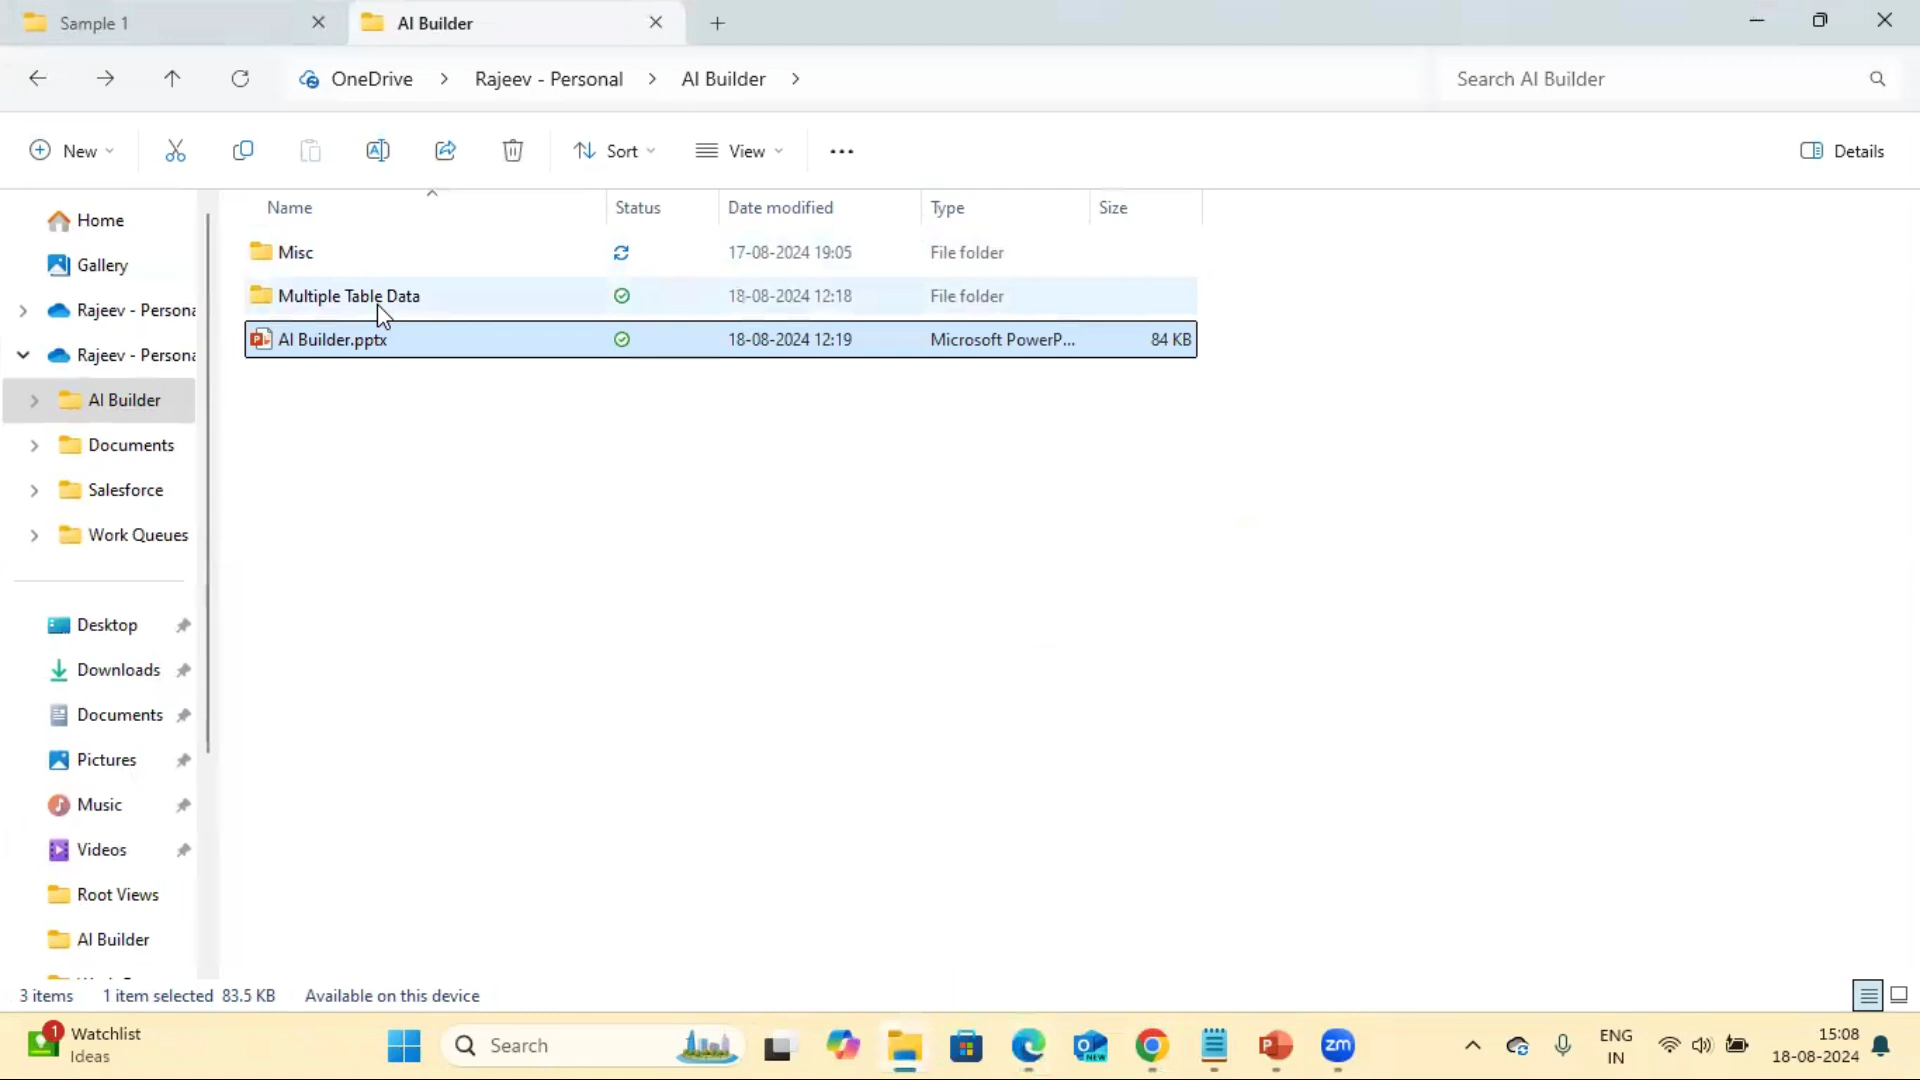 Sample 1
AI Builder
OneDrive > Rajeev - Personal > AI Builder >
Search AI Builder
New
Sort
View
Details
Name Status Date modified Type Size
Misc 17-08-2024 19:05 File folder
Multiple Table Data 18-08-2024 12:18 File folder
AI Builder.pptx 18-08-2024 12:19 Microsoft PowerP... 84 KB
Home
Gallery
Rajeev - Persona
Rajeev - Persona
AI Builder
Documents
Salesforce
Work Queues
Desktop
Downloads
Documents
Pictures
Music
Videos
Root Views
AI Builder
3 items 1 item selected 83.5 KB Available on this device
1
Watchlist
Ideas
Search
NEW
zm
ENG
IN
15:08
18-08-2024